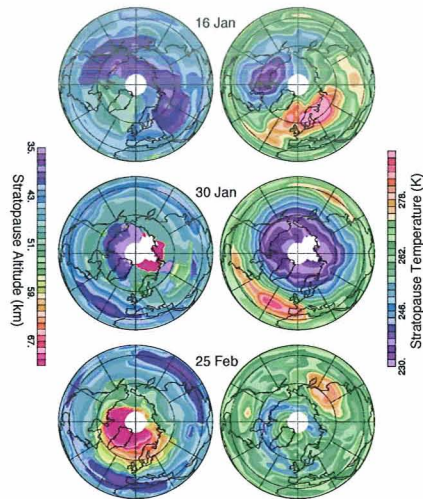 16 Jan
30 Jan
25 Feb
35.
43.
51.
59.
67.
Stratopause Altitude (km)
278.
262.
246.
230.
Stratopause Temperature (K)